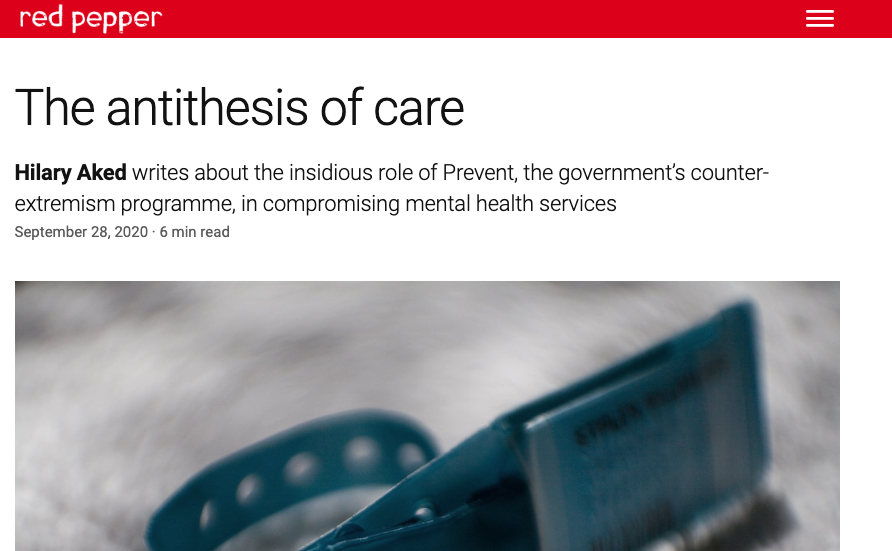 red pepper
The antithesis of care
Hilary Aked writes about the insidious role of Prevent, the government’s counter-
extremism programme, in compromising mental health services
September 28, 2020 · 6 min read